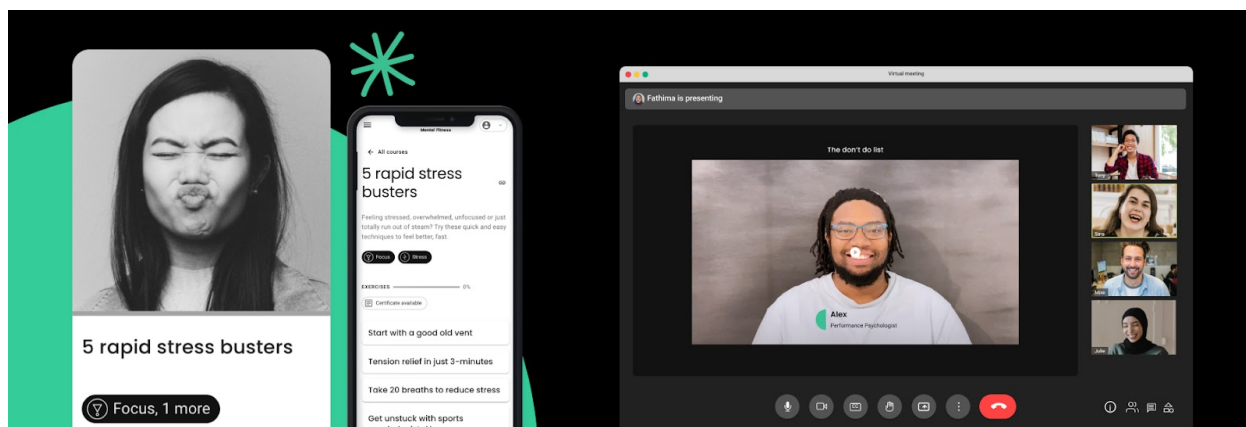 5 rapid stress busters
Focus, 1 more
Mental Fitness
All courses
5 rapid stress
busters
Feeling stressed, overwhelmed, unfocused or just
totally run out of steam? Try these quick and easy
techniques to feel better, fast.
Focus
Stress
EXERCISES
0%
Certificate available
Start with a good old vent
Tension relief in just 3-minutes
Take 20 breaths to reduce stress
Get unstuck with sports
Virtual meeting
Fathima is presenting
The don't do list
Alex
Performance Psychologist
Sara
Julie
CC